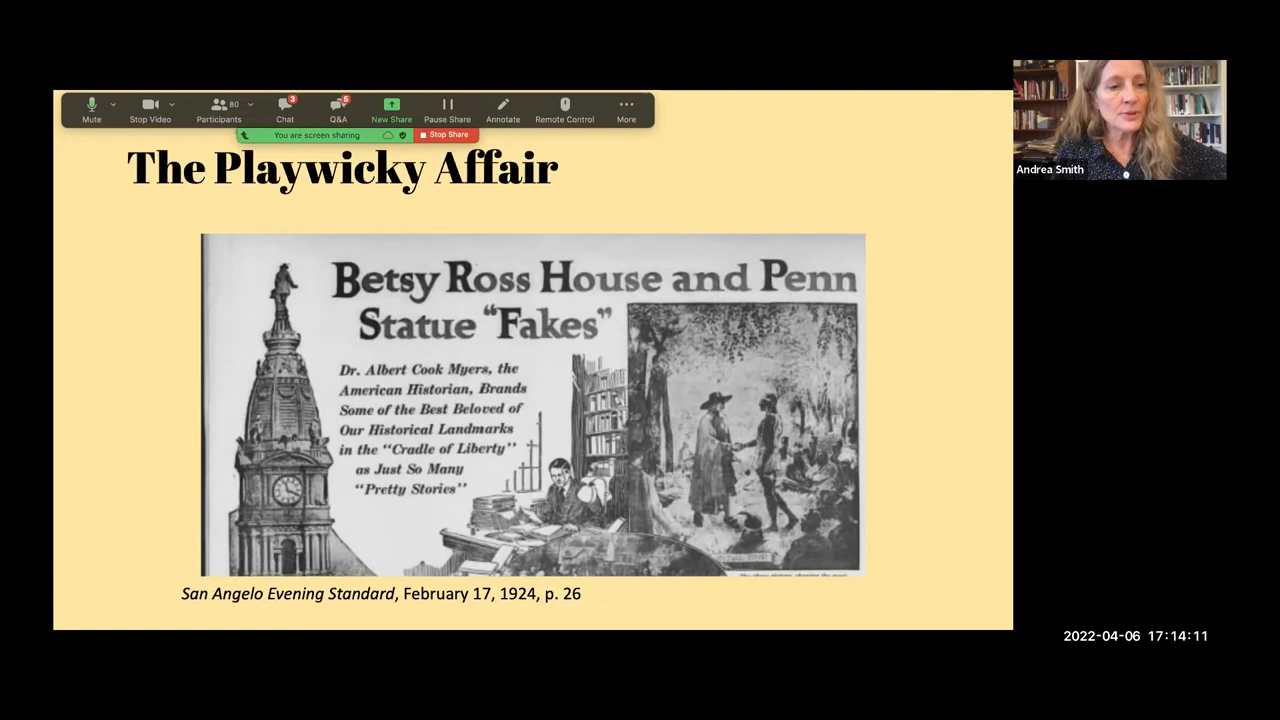 80
3
5
Mute
Stop Video
Participants
Chat
Q&A
New Share
Pause Share
Annotate
Remote Control
More
You are screen sharing
Stop Share
Andrea Smith
The Playwicky Affair
Betsy Ross House and Penn
Statue “Fakes”
Dr. Albert Cook Myers, the
American Historian, Brands
Some of the Best Beloved of
Our Historical Landmarks
in the “Cradle of Liberty”
as Just So Many
“Pretty Stories”
San Angelo Evening Standard, February 17, 1924, p. 26
2022-04-06 17:14:11